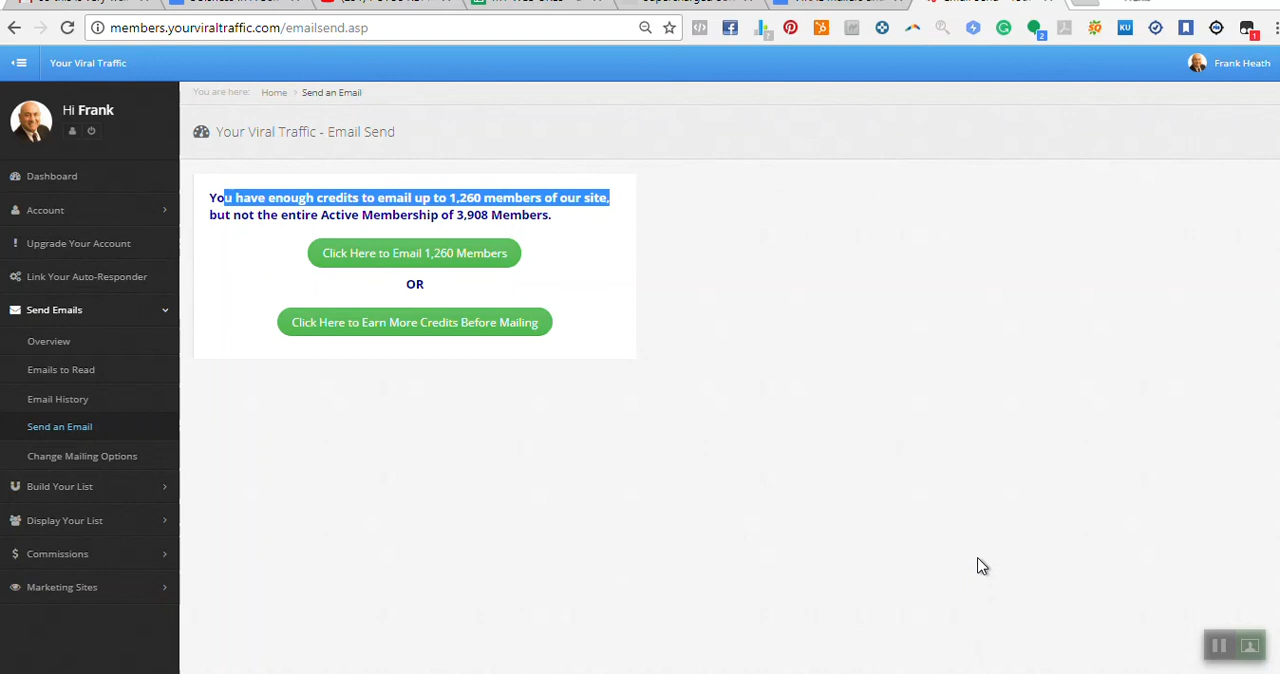 members.yourviraltraffic.com/emailsend.asp
Your Viral Traffic
Frank Heath
Hi Frank
You are here: Home > Send an Email
Your Viral Traffic - Email Send
Dashboard
Account
Upgrade Your Account
Link Your Auto-Responder
Send Emails
Overview
Emails to Read
Email History
Send an Email
Change Mailing Options
Build Your List
Display Your List
Commissions
Marketing Sites
You have enough credits to email up to 1,260 members of our site,
but not the entire Active Membership of 3,908 Members.
Click Here to Email 1,260 Members
OR
Click Here to Earn More Credits Before Mailing